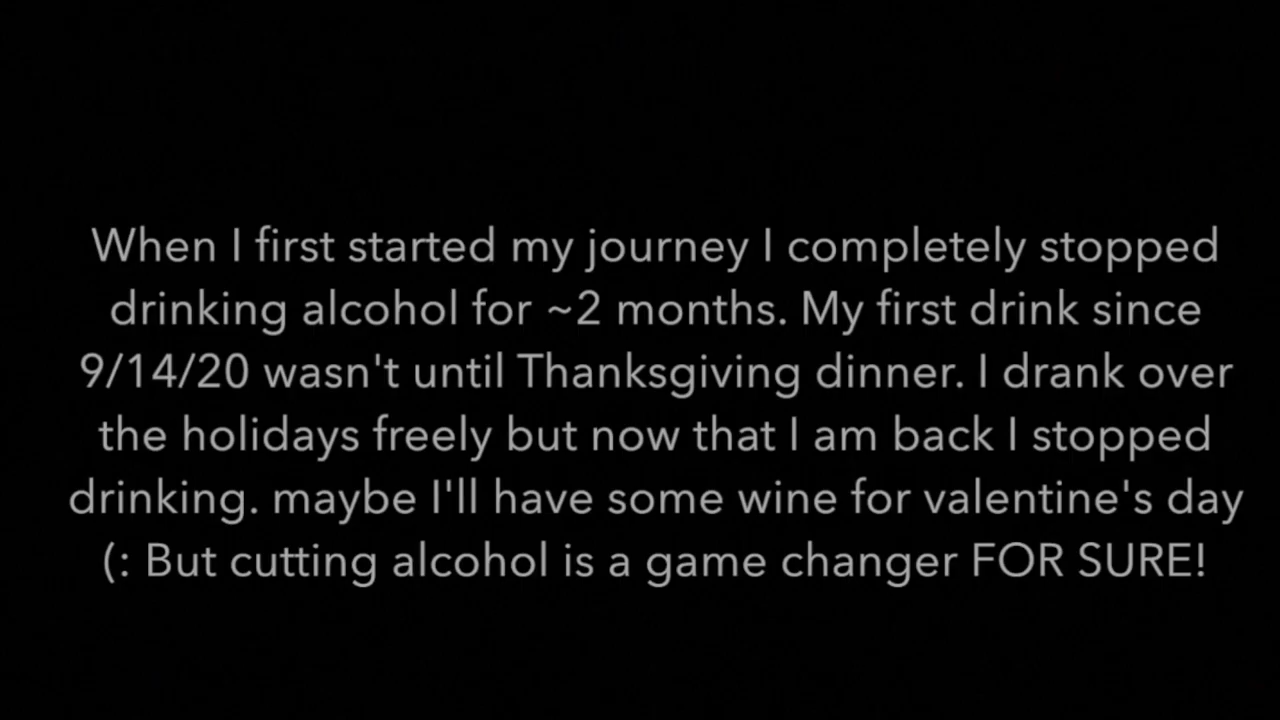 When I first started my journey I completely stopped
drinking alcohol for ~2 months. My first drink since
9/14/20 wasn't until Thanksgiving dinner. I drank over
the holidays freely but now that I am back I stopped
drinking. maybe I'll have some wine for valentine's day
(: But cutting alcohol is a game changer FOR SURE!